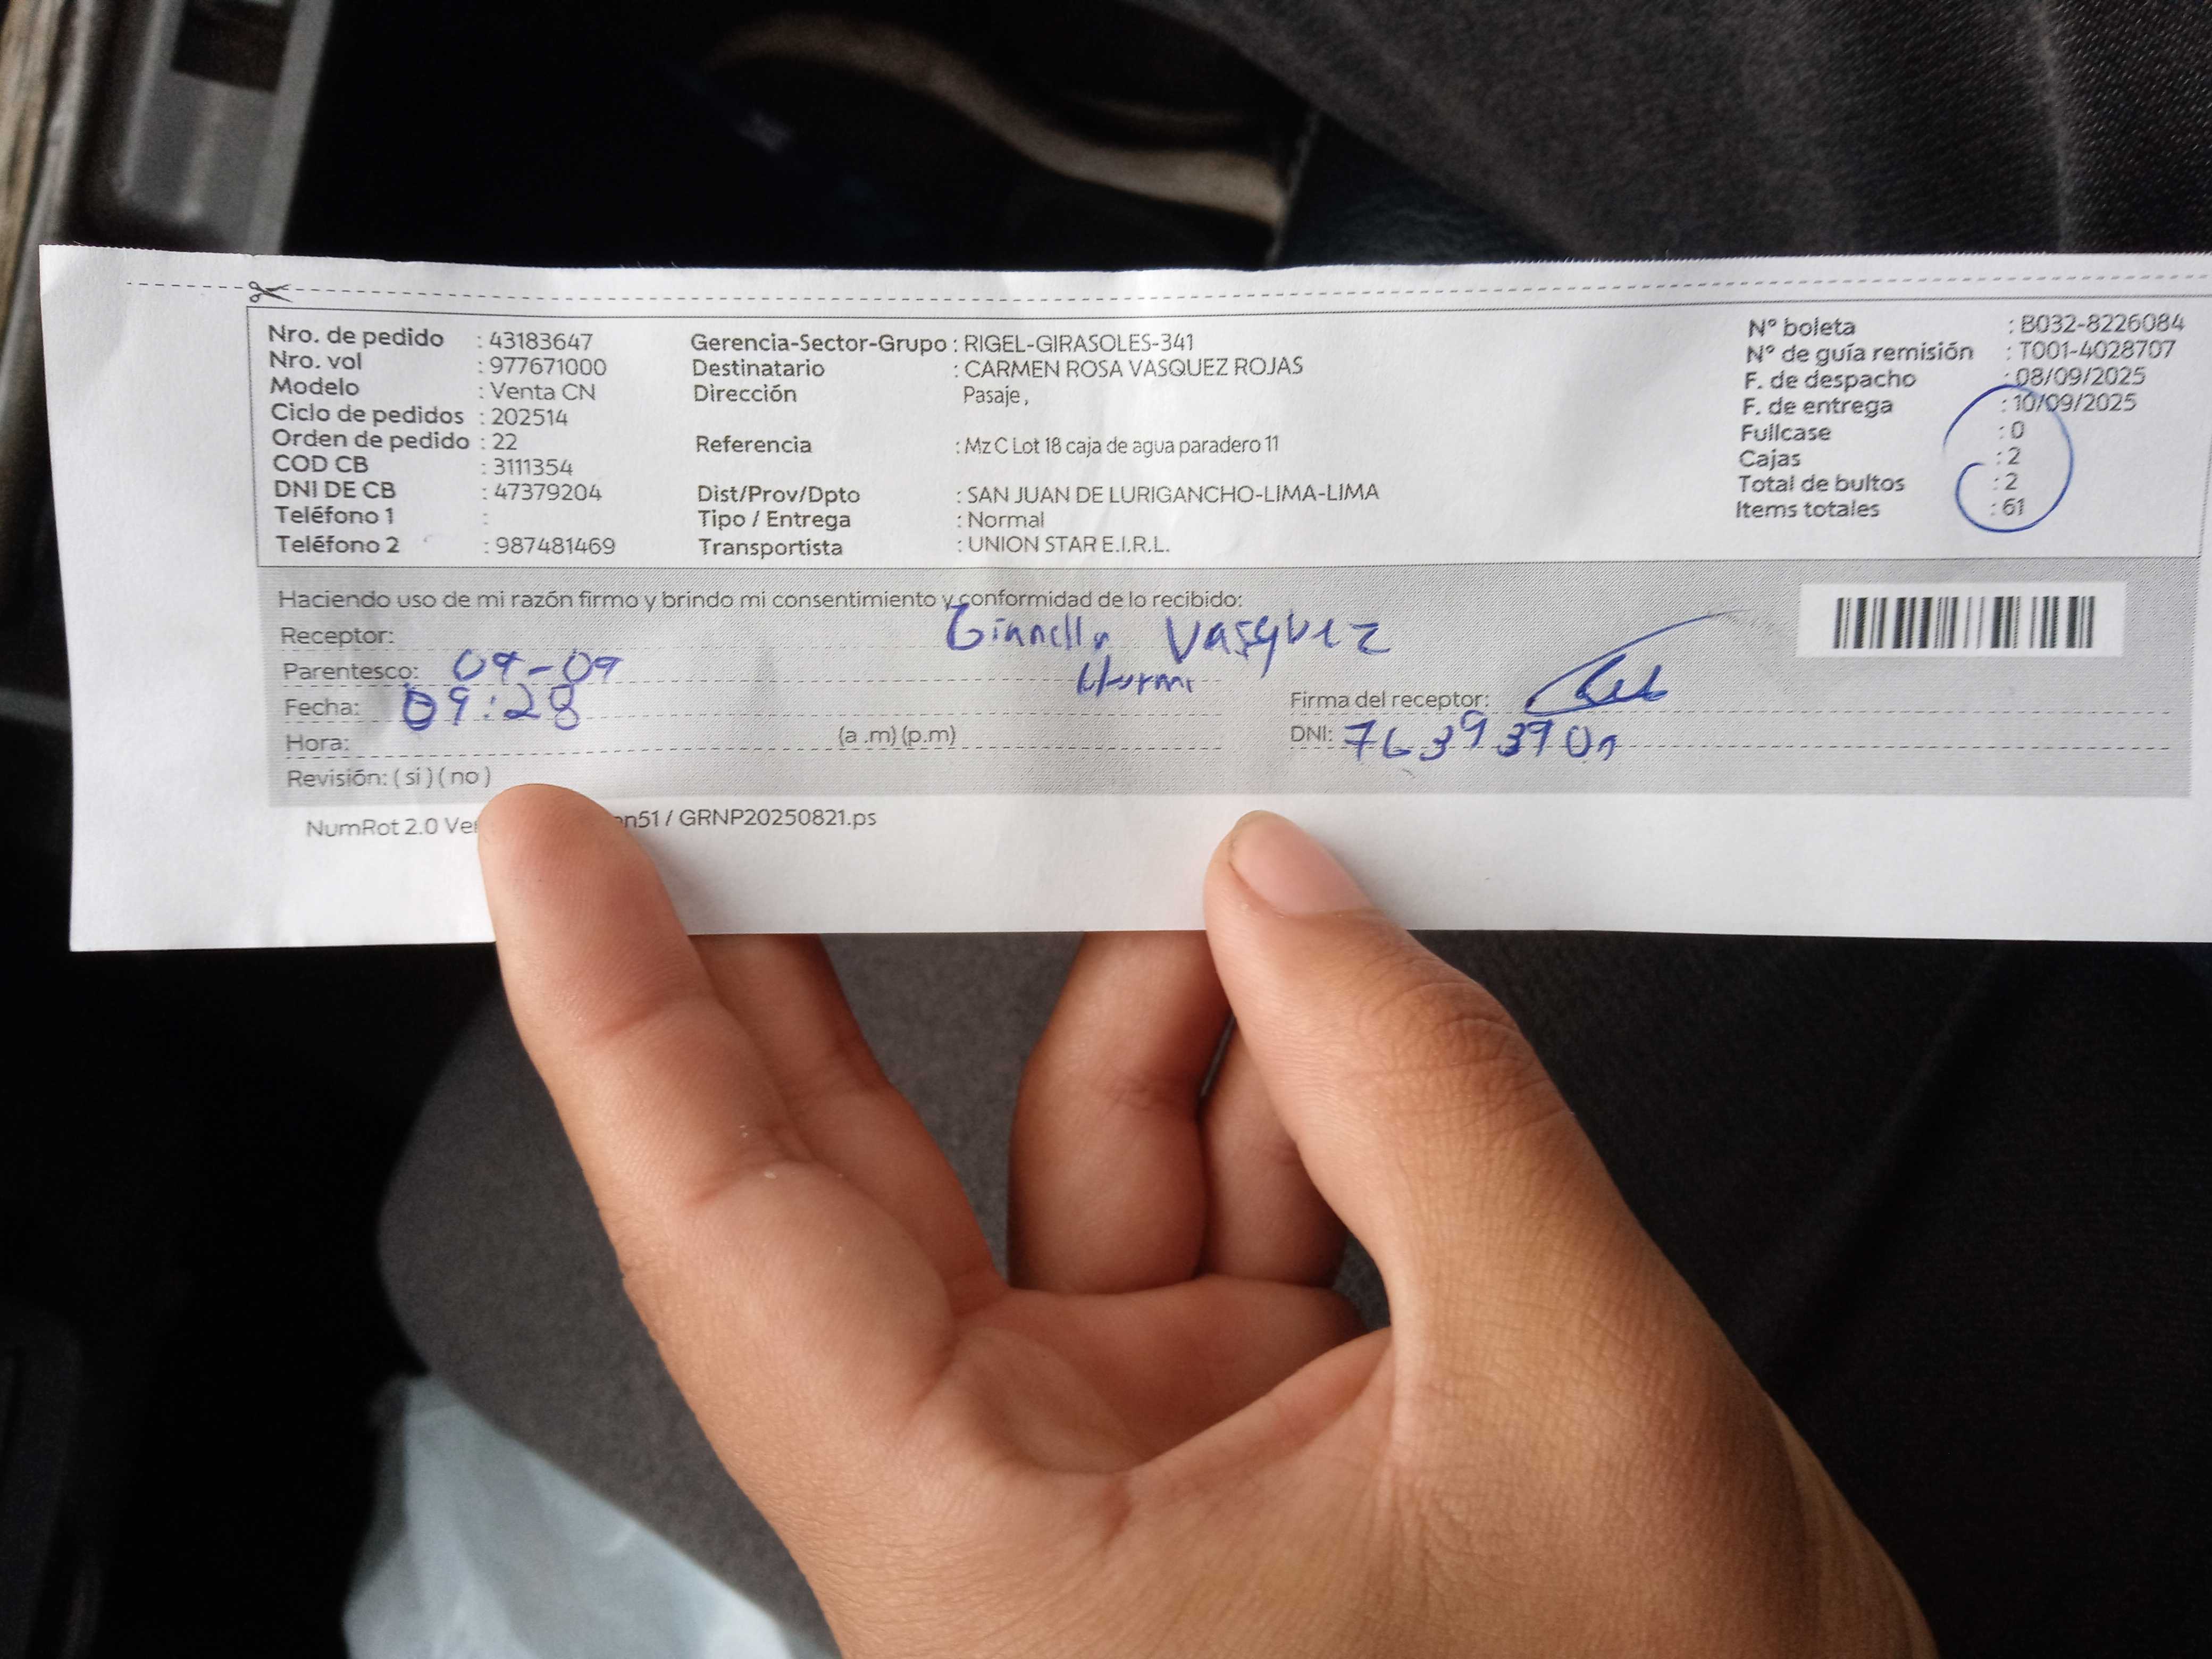 Nro. de pedido : 43183647
Nro. vol : 977671000
Modelo : Venta CN
Ciclo de pedidos : 202514
Orden de pedido : 22
COD CB : 3111354
DNI DE CB : 47379204
Teléfono 1 :
Teléfono 2 : 987481469
Gerencia-Sector-Grupo : RIGEL-GIRASOLES-341
Destinatario : CARMEN ROSA VASQUEZ ROJAS
Dirección Pasaje,
Referencia : Mz C Lot 18 caja de agua paradero 11
Dist/Prov/Dpto : SAN JUAN DE LURIGANCHO-LIMA-LIMA
Tipo / Entrega : Normal
Transportista : UNION STAR E.I.R.L.
N° boleta : B032-8226084
N° de guía remisión : T001-4028707
F. de despacho : 08/09/2025
F. de entrega : 10/09/2025
Fullcase : 0
Cajas : 2
Total de bultos : 2
Items totales : 61
Haciendo uso de mi razón firmo y brindo mi consentimiento y conformidad de lo recibido:
Receptor: Vasquez
Parentesco: 09-09
Fecha: 09:28
Hora: (a .m) (p.m)
Revisión: ( si ) ( no )
Firma del receptor:
DNI:
NumRot 2.0 / GRNP20250821.ps